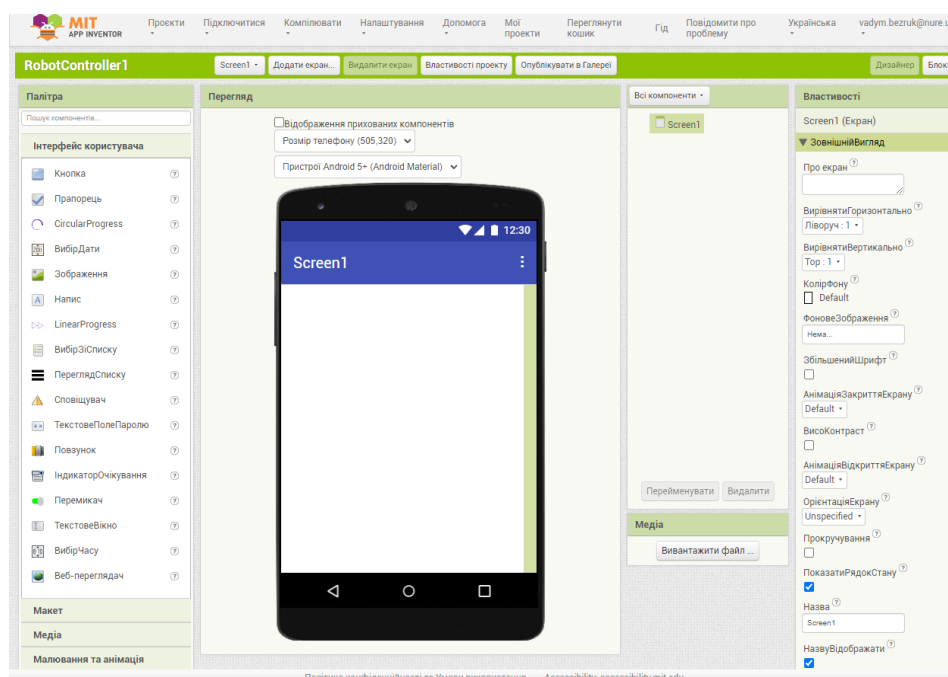 MIT
APP INVENTOR
Проєкти
Підключитися
Компілювати
Налаштування
Допомога
Мої проекти
Переглянути кошик
Гід
Повідомити про проблему
Українська
vadym.bezruk@nure.u
RobotController1
Screen1
Додати екран...
Видалити екран
Властивості проекту
Опублікувати в Галереї
Дизайнер
Блок
Палітра
Пошук компонентів...
Інтерфейс користувача
Кнопка
Прапорець
CircularProgress
ВибірДати
Зображення
Напис
LinearProgress
ВибірЗіСписку
ПереглядСписку
Сповіщувач
ТекстовеПолеПаролю
Повзунок
ІндикаторОчікування
Перемикач
ТекстовеВікно
ВибірЧасу
Веб-переглядач
Макет
Медіа
Малювання та анімація
Перегляд
Відображення прихованих компонентів
Розмір телефону (505,320)
Пристрої Android 5+ (Android Material)
12:30
Screen1
Всі компоненти
Screen1
Перейменувати
Видалити
Медіа
Вивантажити файл ...
Властивості
Screen1 (Екран)
ЗовнішнійВигляд
Про екран
ВирівнятиГоризонтально
Ліворуч : 1
ВирівнятиВертикально
Top : 1
КолірФону
Default
ФоновеЗображення
Нема...
ЗбільшенийШрифт
АнімаціяЗакриттяЕкрану
Default
ВисоКонтраст
АнімаціяВідкриттяЕкрану
Default
ОрієнтаціяЕкрану
Unspecified
Прокручування
ПоказатиРядокСтану
Назва
Screen1
НазвуВідображати